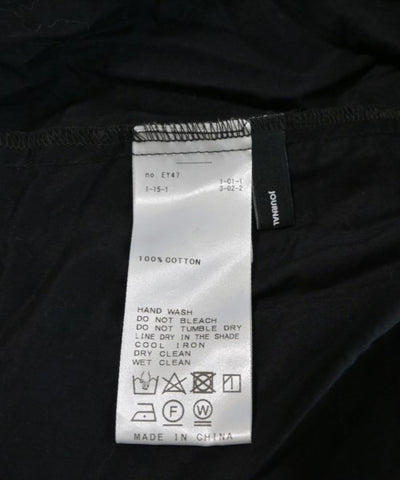 no. EY47
1-15-1
1-01-1
3-02-2
JOURNAL
100% COTTON
HAND WASH
DO NOT BLEACH
DO NOT TUMBLE DRY
LINE DRY IN THE SHADE
COOL IRON
DRY CLEAN
WET CLEAN
F
W
MADE IN CHINA